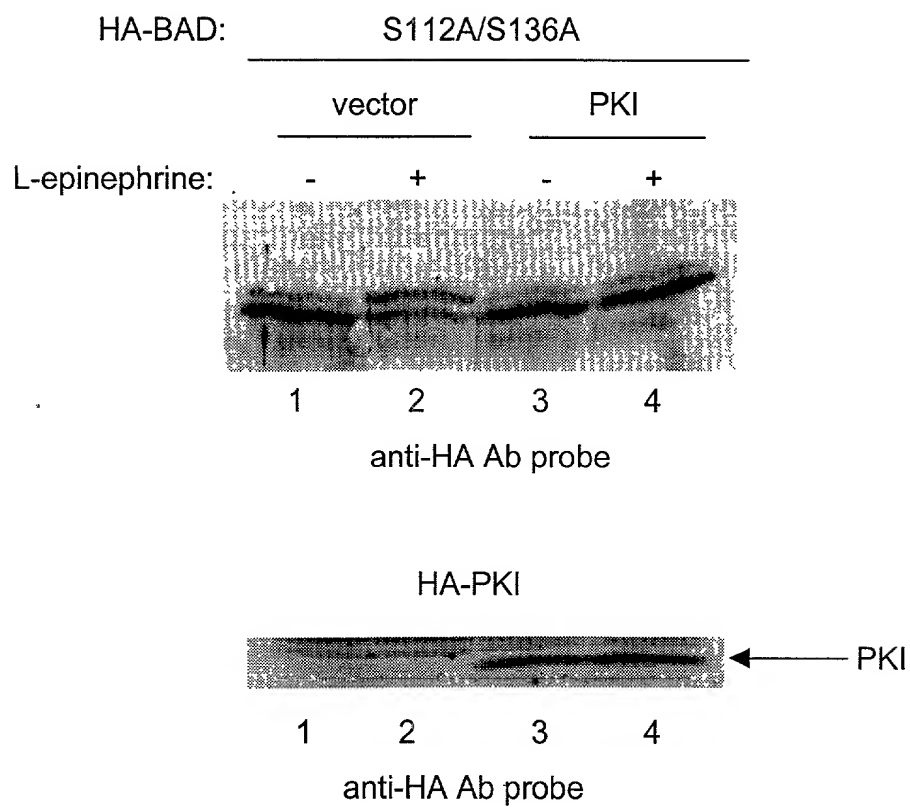 HA-BAD: S112A/S136A
vector PKI
L-epinephrine: - + - +
1 2 3 4
anti-HA Ab probe
HA-PKI
PKI
1 2 3 4
anti-HA Ab probe